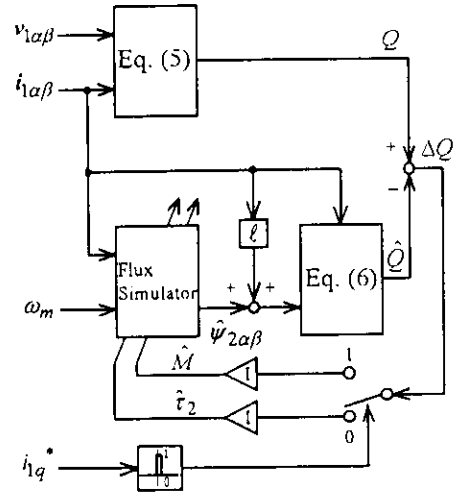 v1αβ
Q
Eq. (5)
i1αβ
+
ΔQ
−
ℓ
Flux
Simulator
Eq. (6)
Q̂
+
+
ωm
ψ̂2αβ
M̂
I
1
τ̂2
I
0
i1q*
1
0